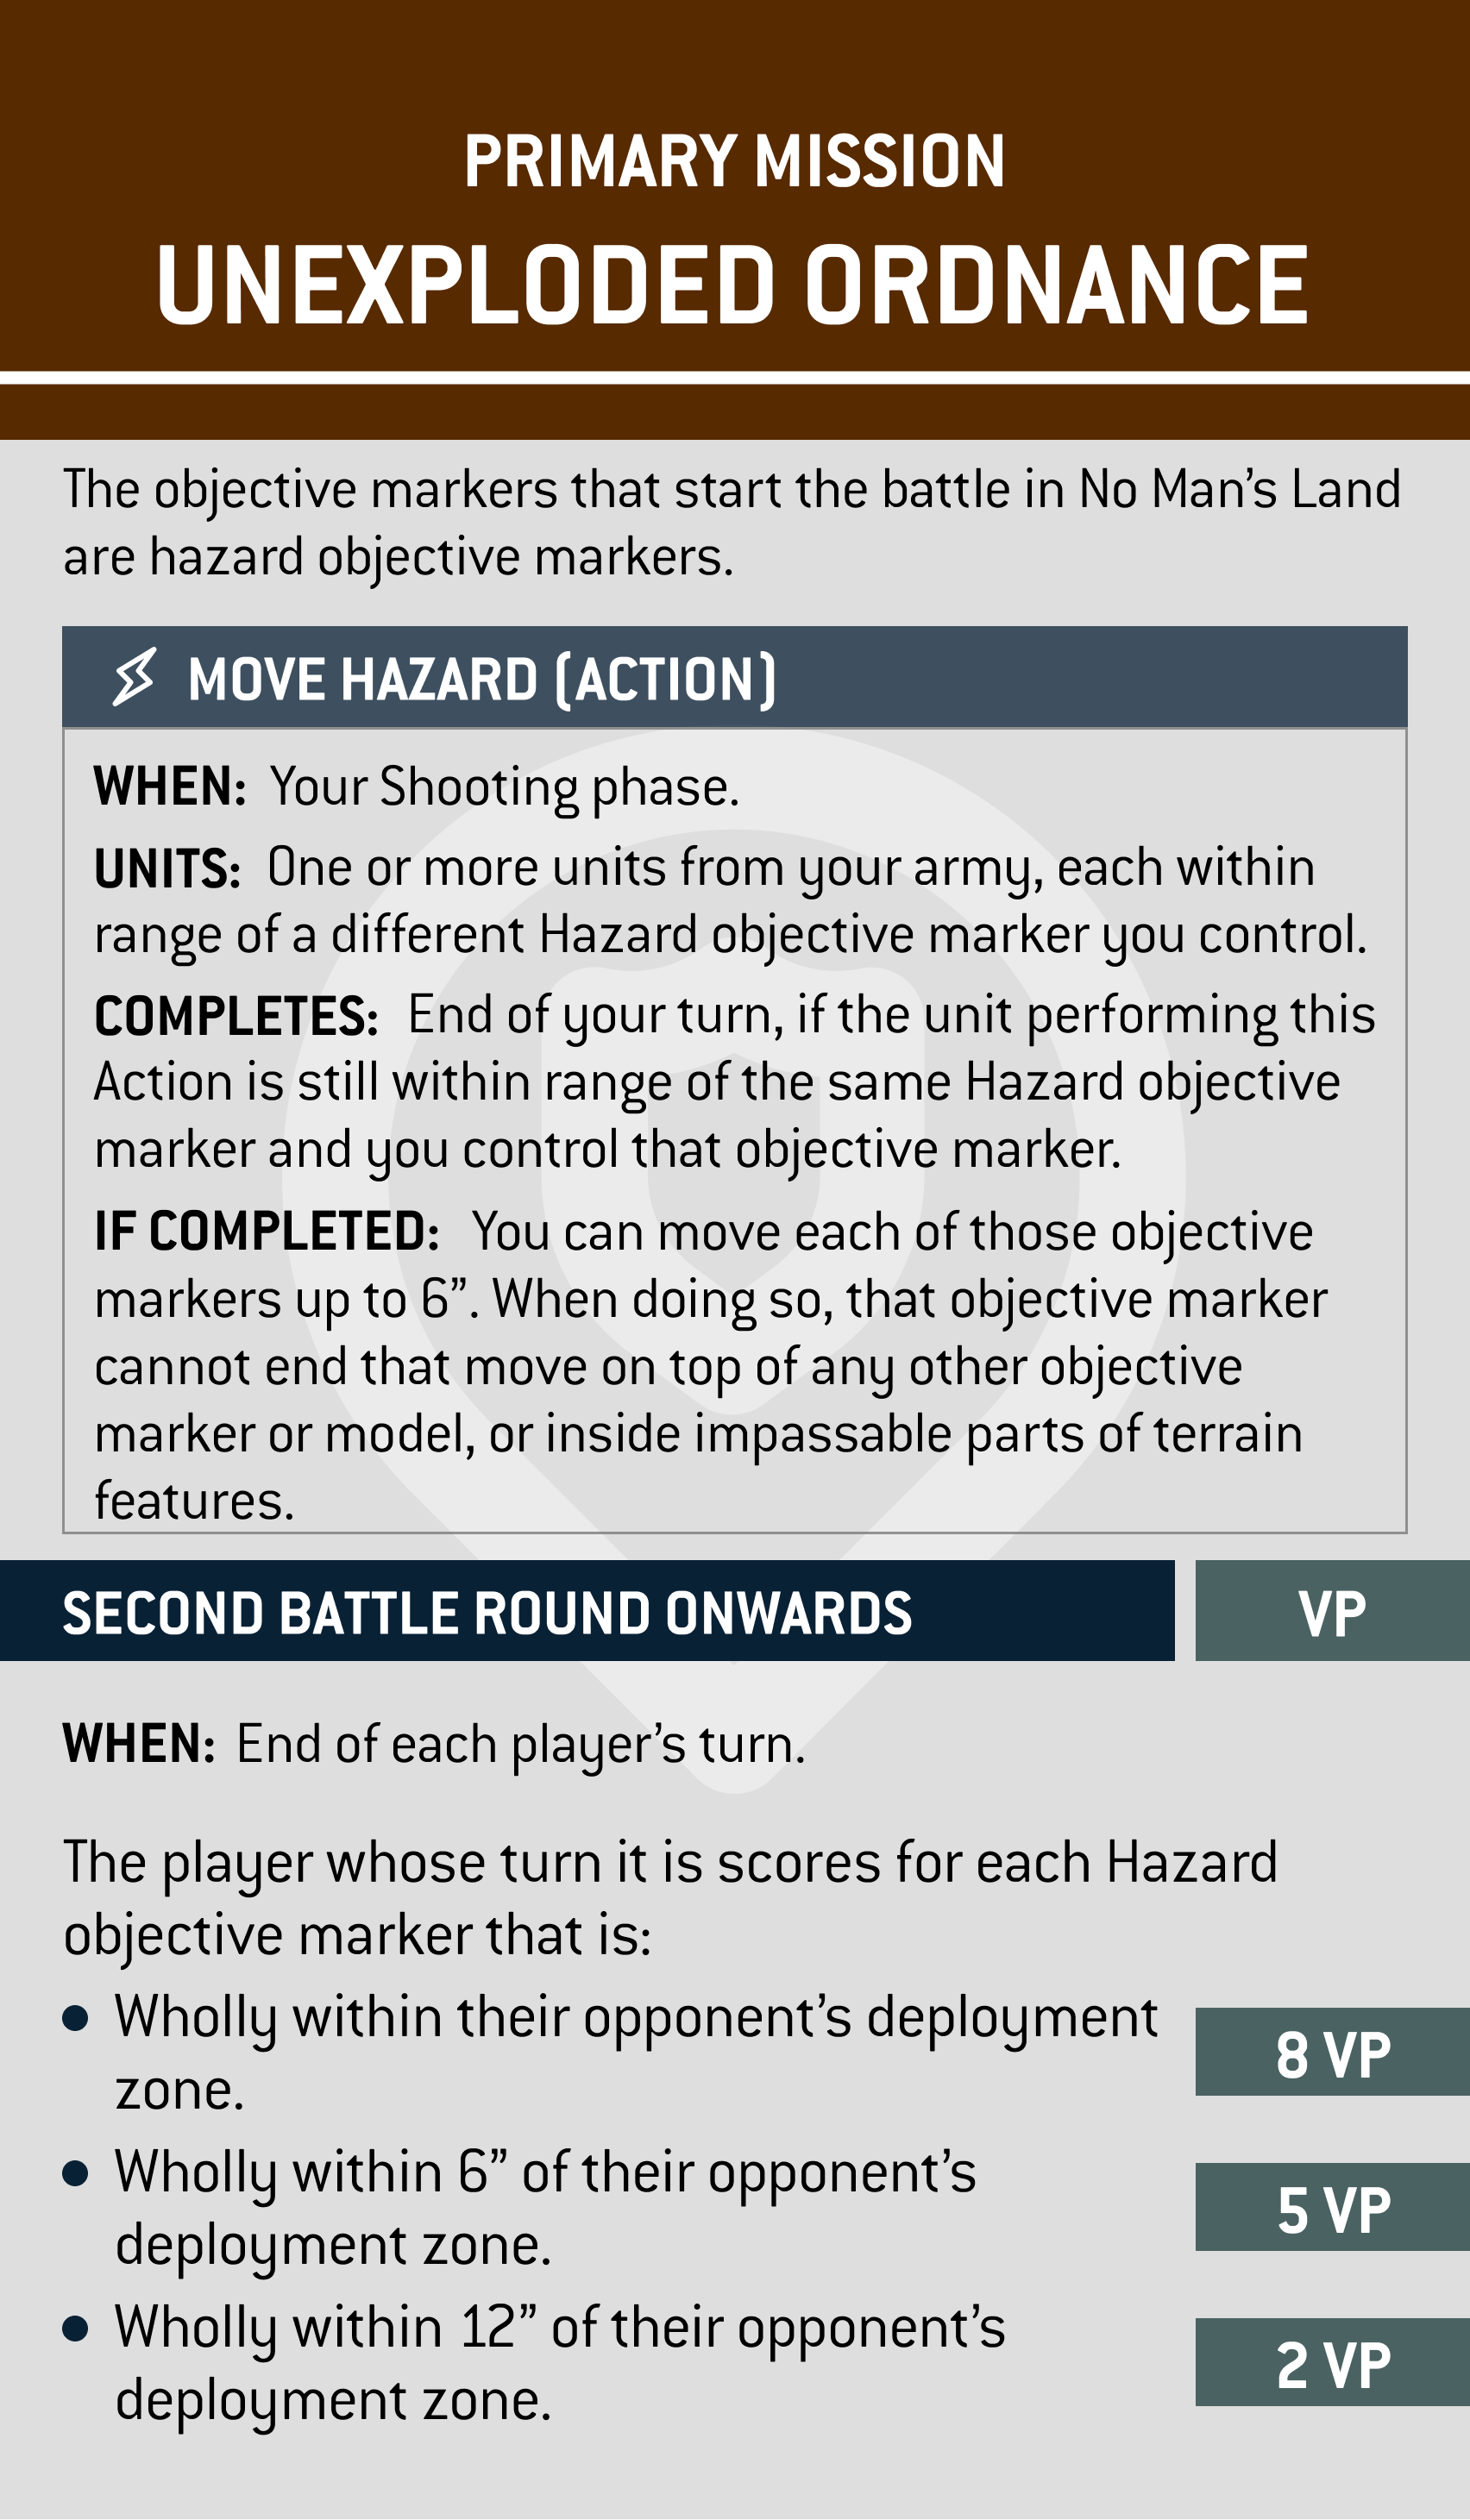 PRIMARY MISSION
UNEXPLODED ORDNANCE
The objective markers that start the battle in No Man’s Land
are hazard objective markers.
MOVE HAZARD (ACTION)
WHEN: Your Shooting phase.
UNITS: One or more units from your army, each within
range of a different Hazard objective marker you control.
COMPLETES: End of your turn, if the unit performing this
Action is still within range of the same Hazard objective
marker and you control that objective marker.
IF COMPLETED: You can move each of those objective
markers up to 6”. When doing so, that objective marker
cannot end that move on top of any other objective
marker or model, or inside impassable parts of terrain
features.
SECOND BATTLE ROUND ONWARDS VP
WHEN: End of each player’s turn.
The player whose turn it is scores for each Hazard
objective marker that is:
● Wholly within their opponent’s deployment
zone.
8 VP
● Wholly within 6” of their opponent’s
deployment zone.
5 VP
● Wholly within 12” of their opponent’s
deployment zone.
2 VP